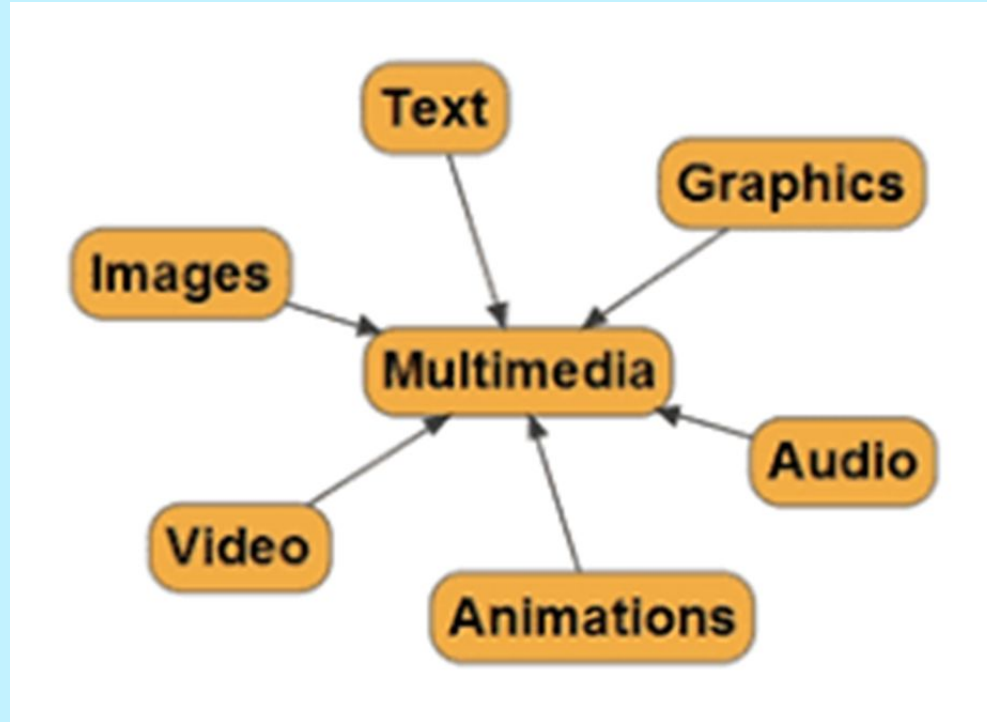 Text
Graphics
Images
Multimedia
Audio
Video
Animations